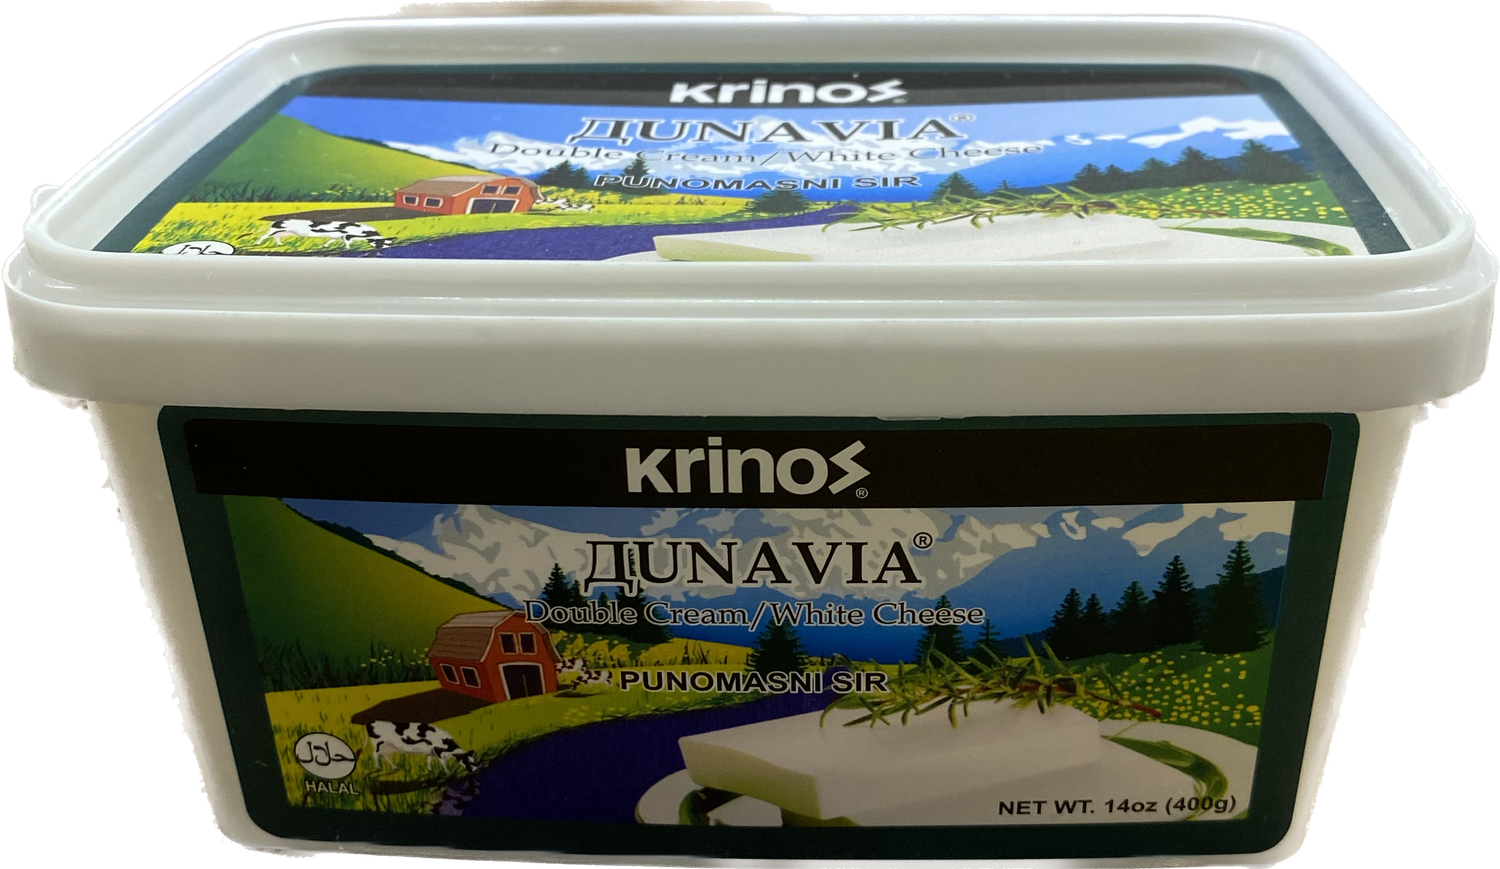 Krinos®
ДUNAVIA®
Double Cream/White Cheese
PUNOMASNI SIR
حلال
Krinos®
ДUNAVIA®
Double Cream/White Cheese
PUNOMASNI SIR
حلال
HALAL
NET WT. 14oz (400g)